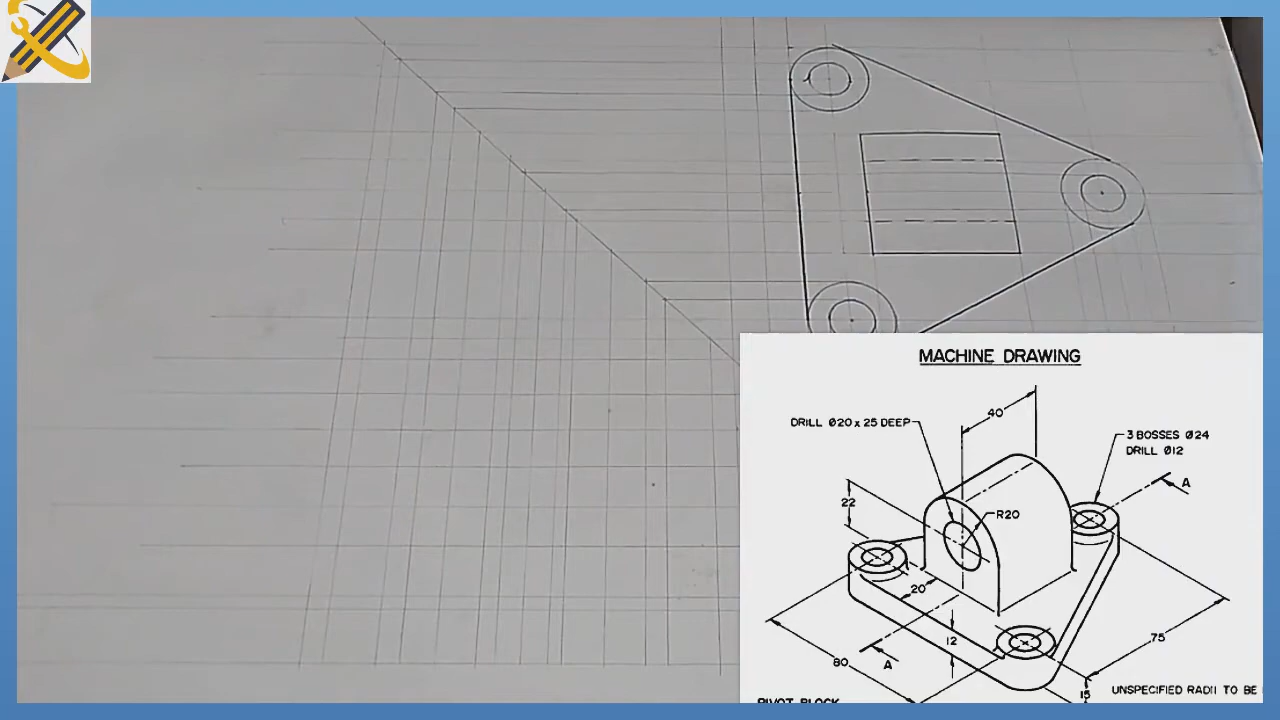 MACHINE DRAWING
40
DRILL Ø20 x 25 DEEP
3 BOSSES Ø24
DRILL Ø12
A
22
R20
20
12
75
80
A
15
UNSPECIFIED RADII TO BE
PIVOT BLOCK